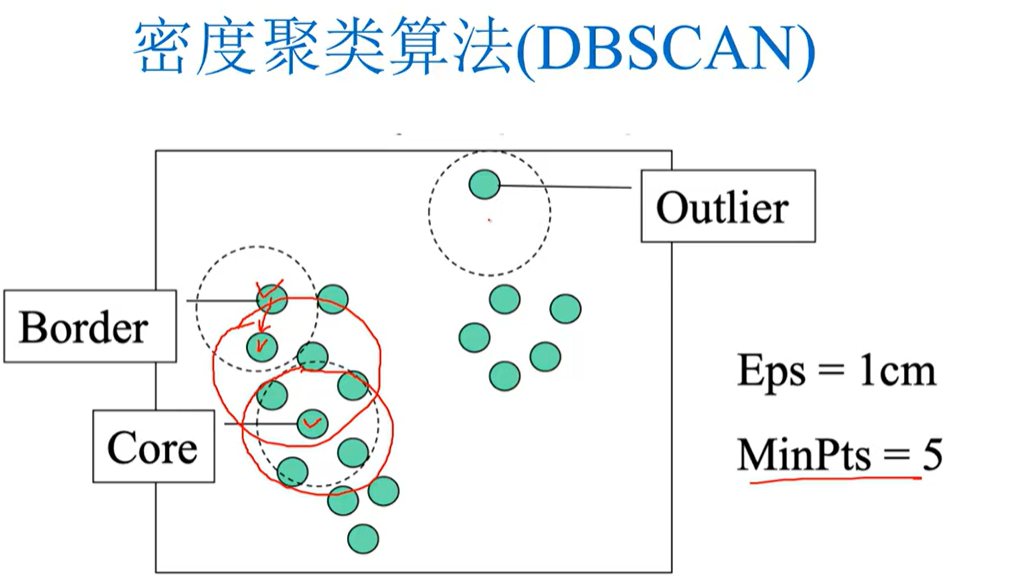 密度聚类算法(DBSCAN)
Outlier
Border
Eps = 1cm
Core
MinPts = 5